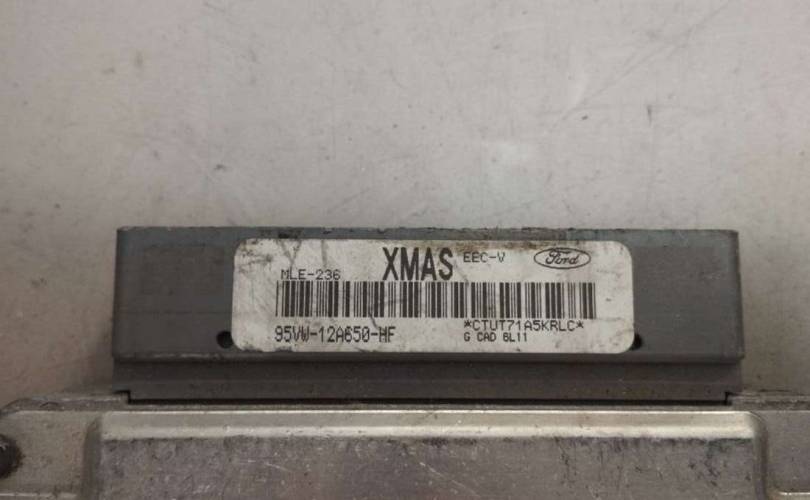 XMAS EEC-V Ford
MLE-236
95VW-12A650-HF *CTUT71A5KRLC*
G CAD 6L11